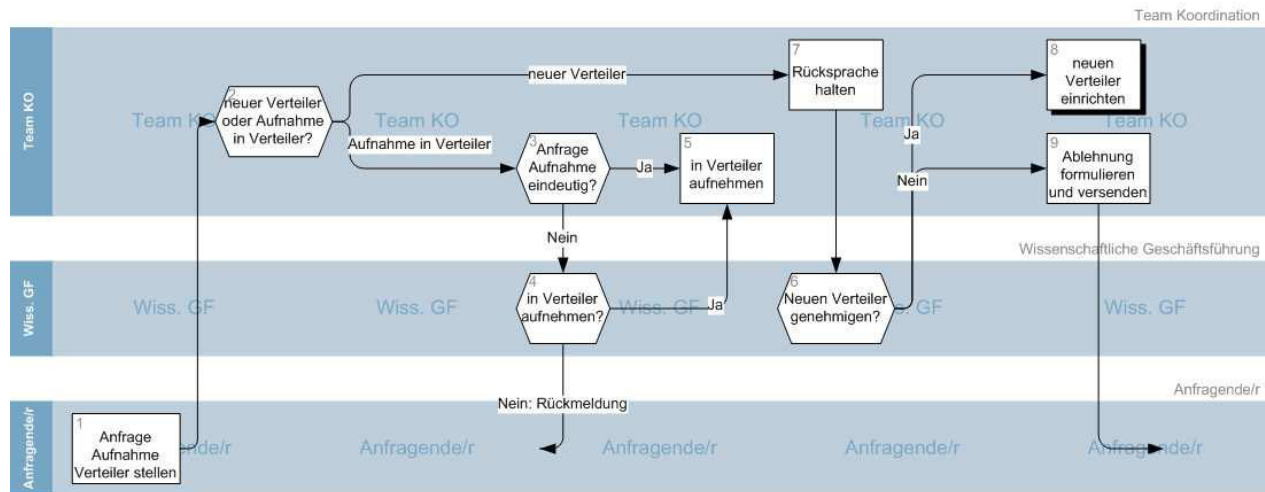 Team Koordination
Team KO
Team KO
Team KO
Team KO
Team KO
Team KO
1
Anfrage
Aufnahme
Verteiler stellen
2
neuer Verteiler
oder Aufnahme
in Verteiler?
neuer Verteiler
Aufnahme in Verteiler
3
Anfrage
Aufnahme
eindeutig?
Ja
Nein
5
in Verteiler
aufnehmen
7
Rücksprache
halten
Ja
Nein
8
neuen
Verteiler
einrichten
9
Ablehnung
formulieren
und versenden
Wissenschaftliche Geschäftsführung
Wiss. GF
Wiss. GF
Wiss. GF
Wiss. GF
Wiss. GF
4
in Verteiler
aufnehmen?
Ja
Nein: Rückmeldung
6
Neuen Verteiler
genehmigen?
s. GF
Anfragende/r
Anfragende/r
nde/r
Anfragende/r
Anfragende/r
Anfragende/r
Anfragende/r